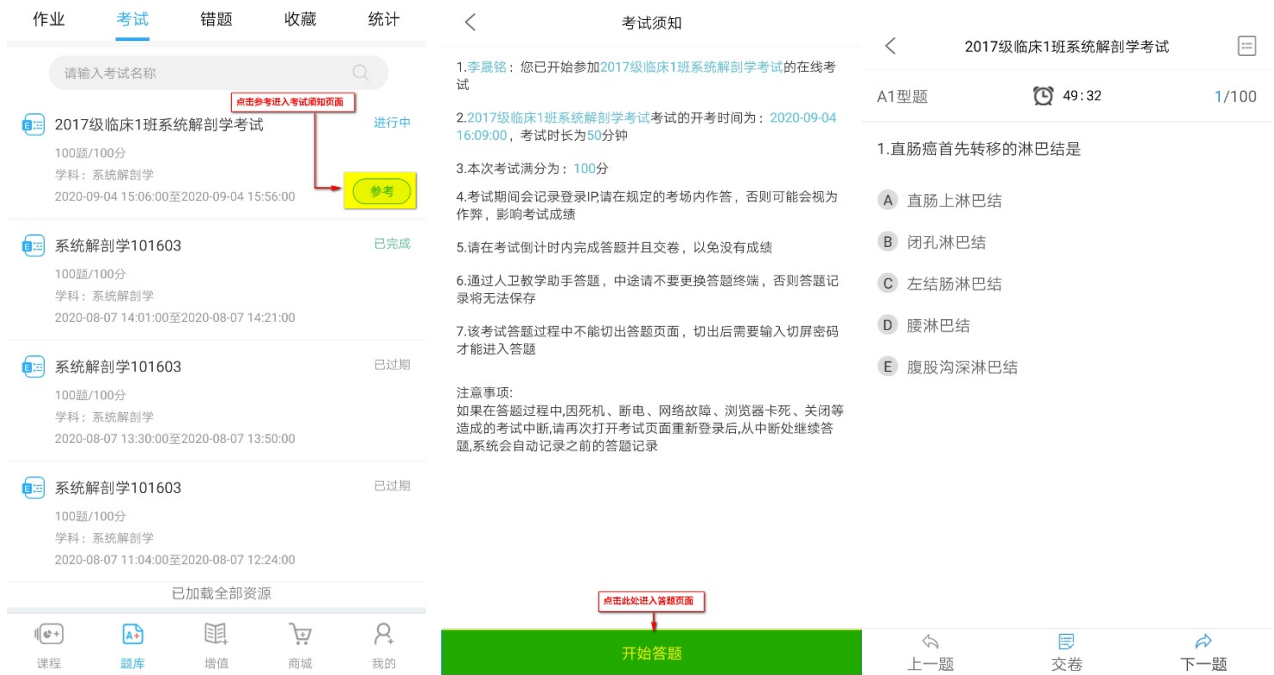 作业
考试
错题
收藏
统计
请输入考试名称
点击参考进入考试须知页面
2017级临床1班系统解剖学考试
进行中
100题/100分
学科：系统解剖学
2020-09-04 15:06:00至2020-09-04 15:56:00
参考
系统解剖学101603
已完成
100题/100分
学科：系统解剖学
2020-08-07 14:01:00至2020-08-07 14:21:00
系统解剖学101603
已过期
100题/100分
学科：系统解剖学
2020-08-07 13:30:00至2020-08-07 13:50:00
系统解剖学101603
已过期
100题/100分
学科：系统解剖学
2020-08-07 11:04:00至2020-08-07 12:24:00
已加载全部资源
课程
题库
增值
商城
我的
考试须知
1.李晟铭：您已开始参加2017级临床1班系统解剖学考试的在线考
试
2.2017级临床1班系统解剖学考试考试的开考时间为：2020-09-04
16:09:00，考试时长为50分钟
3.本次考试满分为：100分
4.考试期间会记录登录IP,请在规定的考场内作答，否则可能会视为
作弊，影响考试成绩
5.请在考试倒计时内完成答题并且交卷，以免没有成绩
6.通过人卫教学助手答题，中途请不要更换答题终端，否则答题记
录将无法保存
7.该考试答题过程中不能切出答题页面，切出后需要输入切屏密码
才能进入答题
注意事项:
如果在答题过程中,因死机、断电、网络故障、浏览器卡死、关闭等
造成的考试中断,请再次打开考试页面重新登录后,从中断处继续答
题,系统会自动记录之前的答题记录
点击此处进入答题页面
开始答题
2017级临床1班系统解剖学考试
A1型题
49:32
1/100
1.直肠癌首先转移的淋巴结是
A 直肠上淋巴结
B 闭孔淋巴结
C 左结肠淋巴结
D 腰淋巴结
E 腹股沟深淋巴结
上一题
交卷
下一题